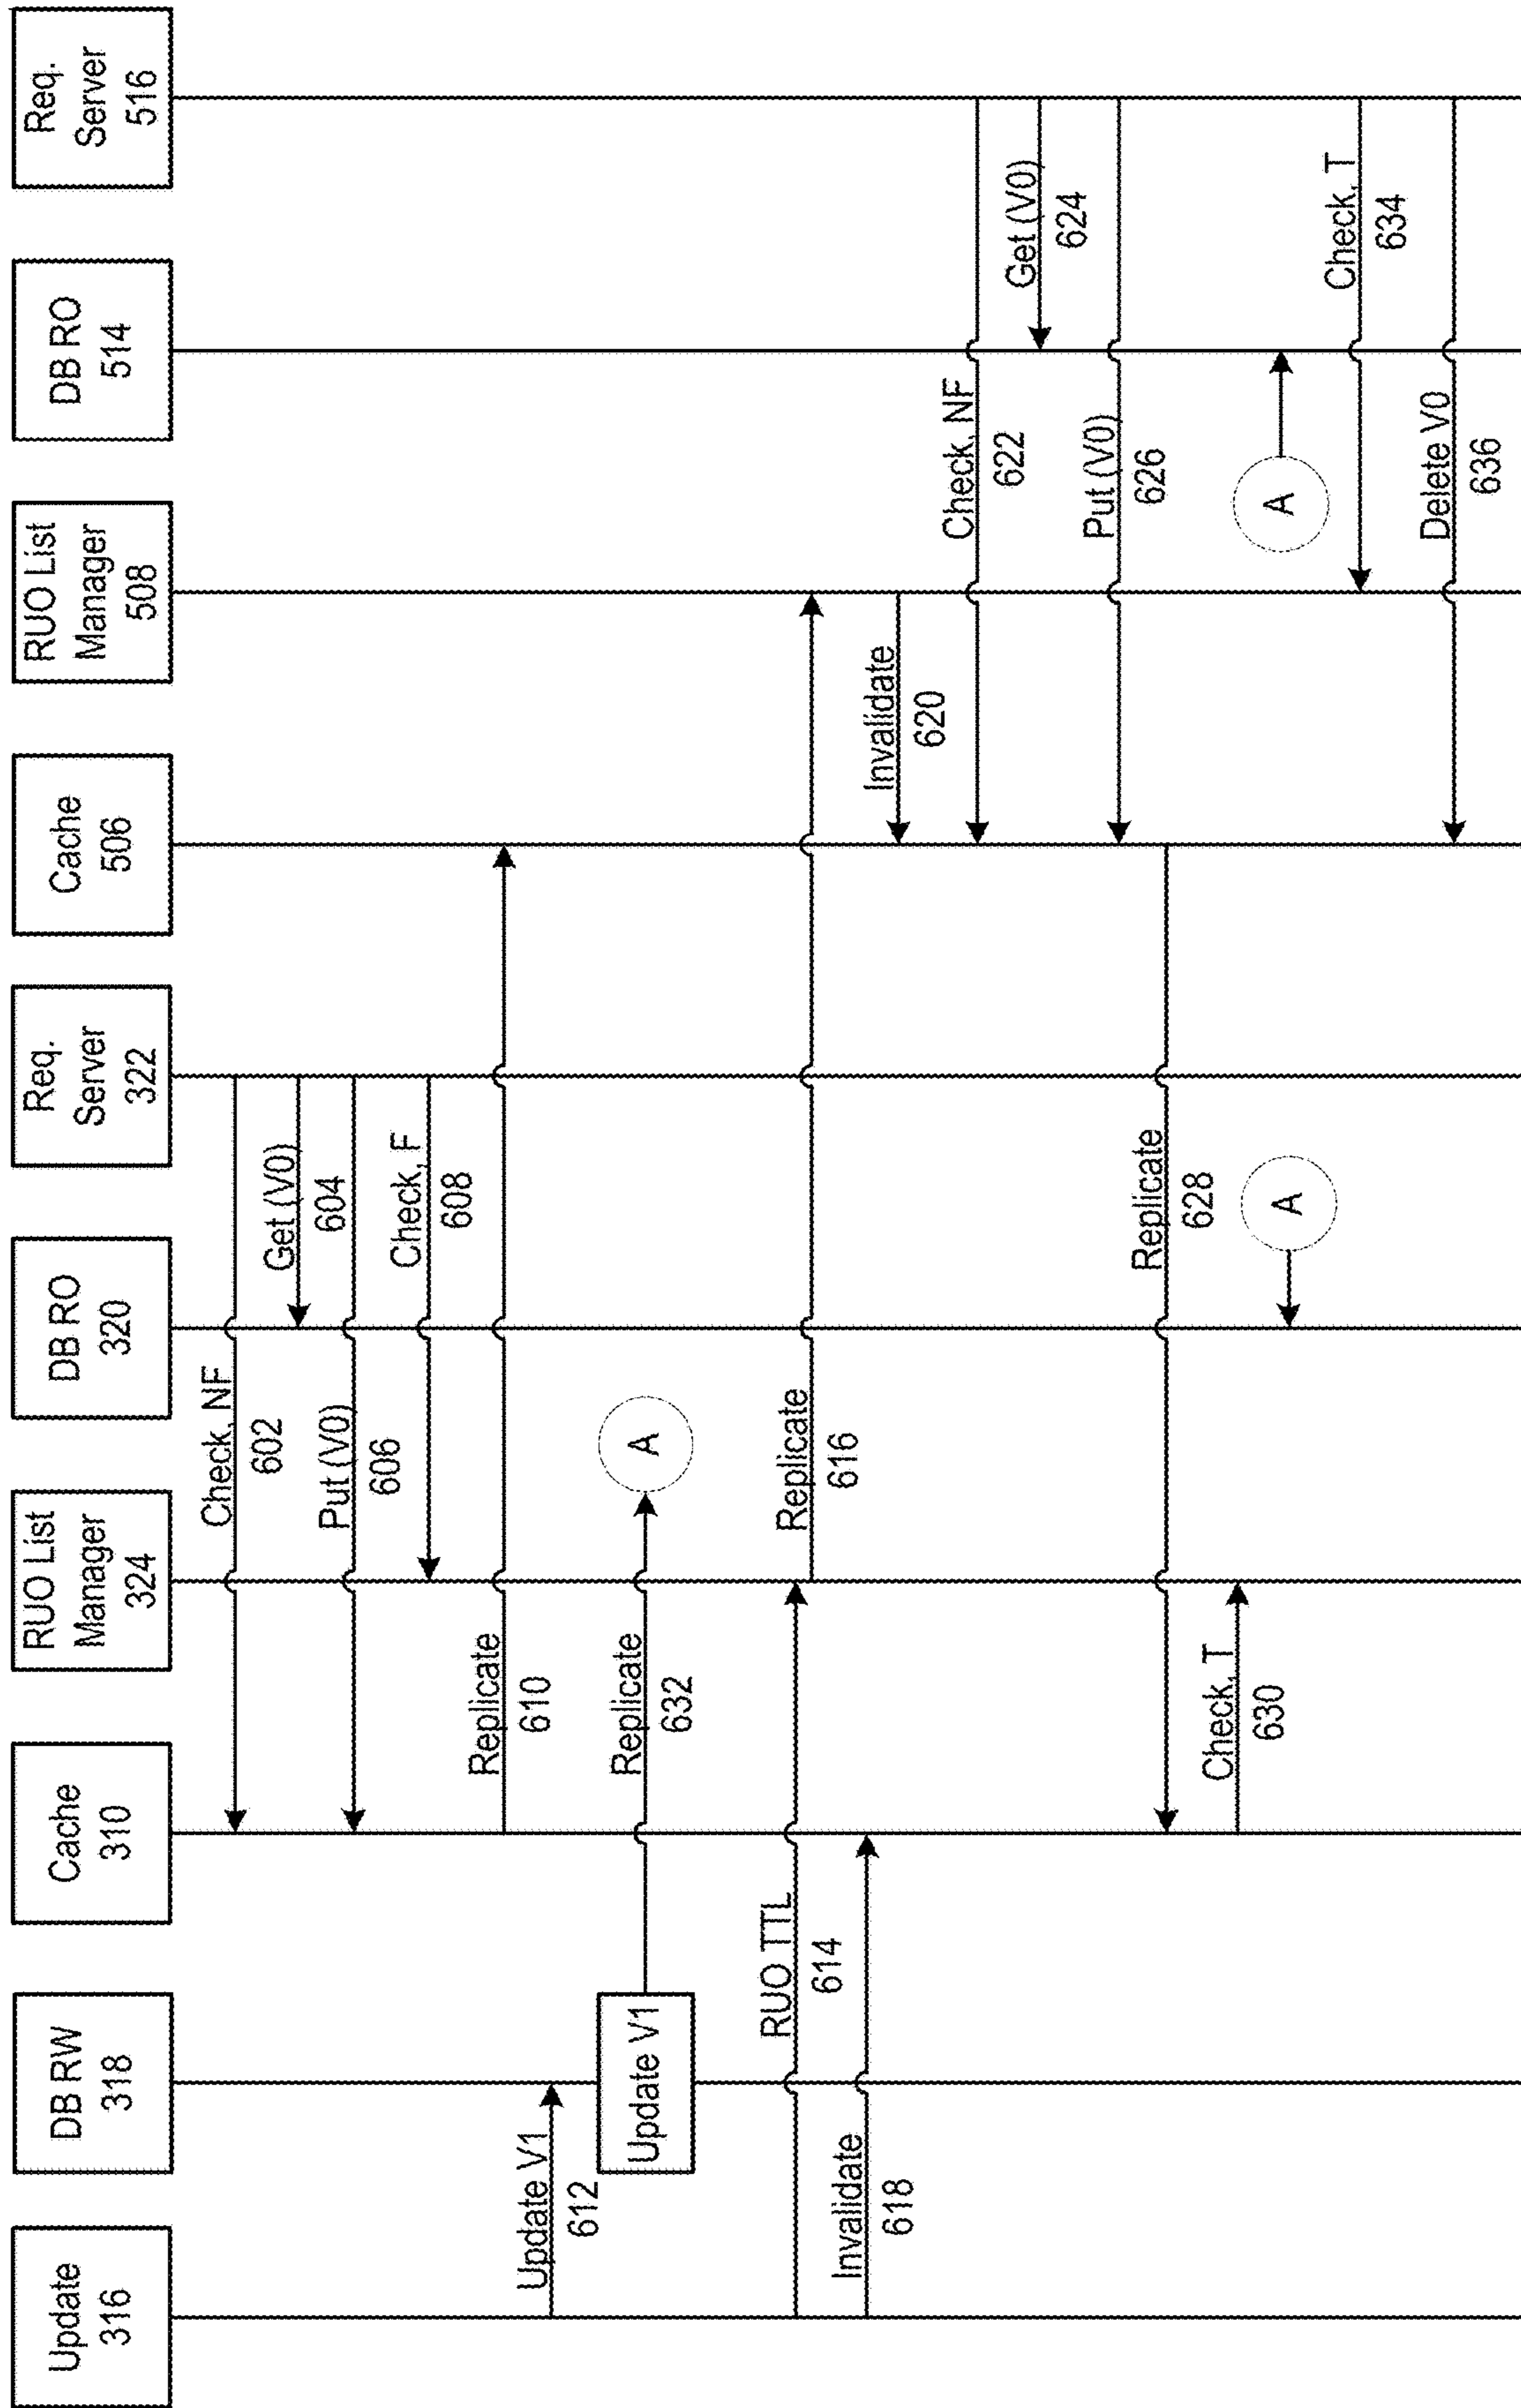 Update
316
DB RW
318
Cache
310
RUO List
Manager
324
DB RO
320
Req.
Server
322
Cache
506
RUO List
Manager
508
DB RO
514
Req.
Server
516
Check, NF
602
Get (V0)
604
Put (V0)
606
Check, F
608
Replicate
610
Update V1
612
Update V1
Replicate
632
A
RUO TTL
614
Replicate
616
Invalidate
618
Invalidate
620
Check, NF
622
Get (V0)
624
Put (V0)
626
Replicate
628
Check, T
630
A
A
Check, T
634
Delete V0
636